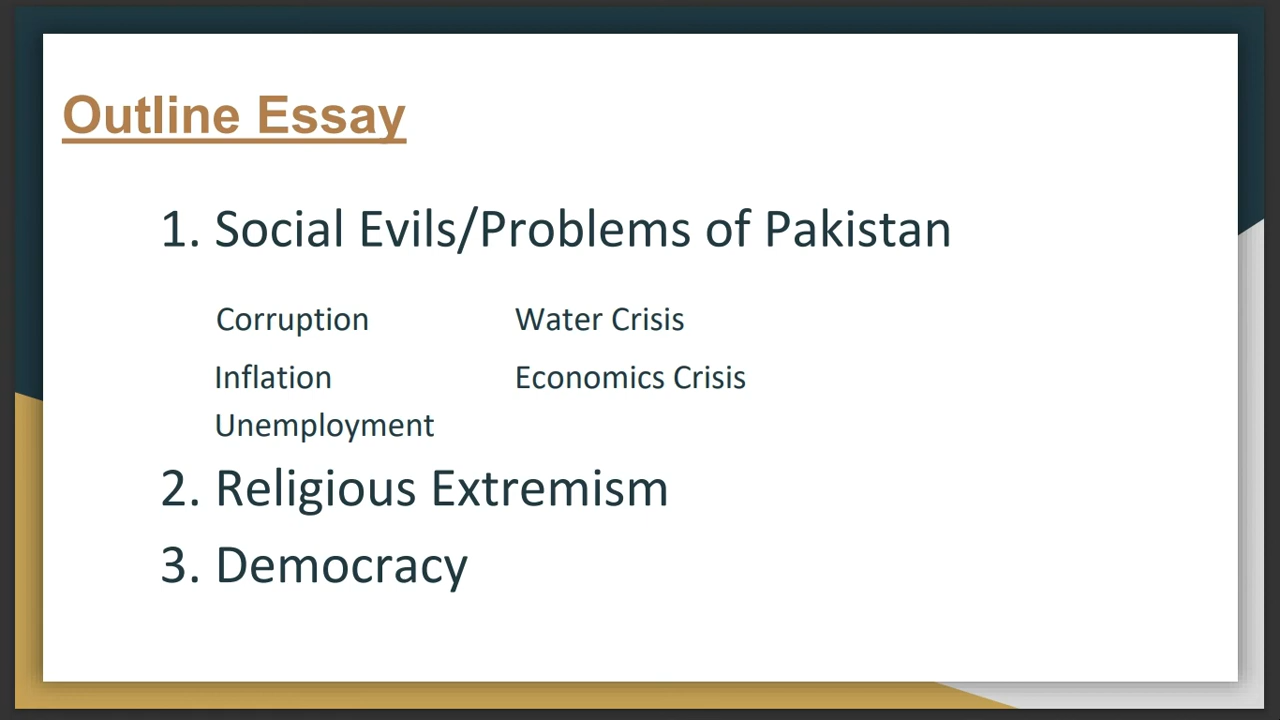 Outline Essay
1. Social Evils/Problems of Pakistan
Corruption Water Crisis
Inflation Economics Crisis
Unemployment
2. Religious Extremism
3. Democracy